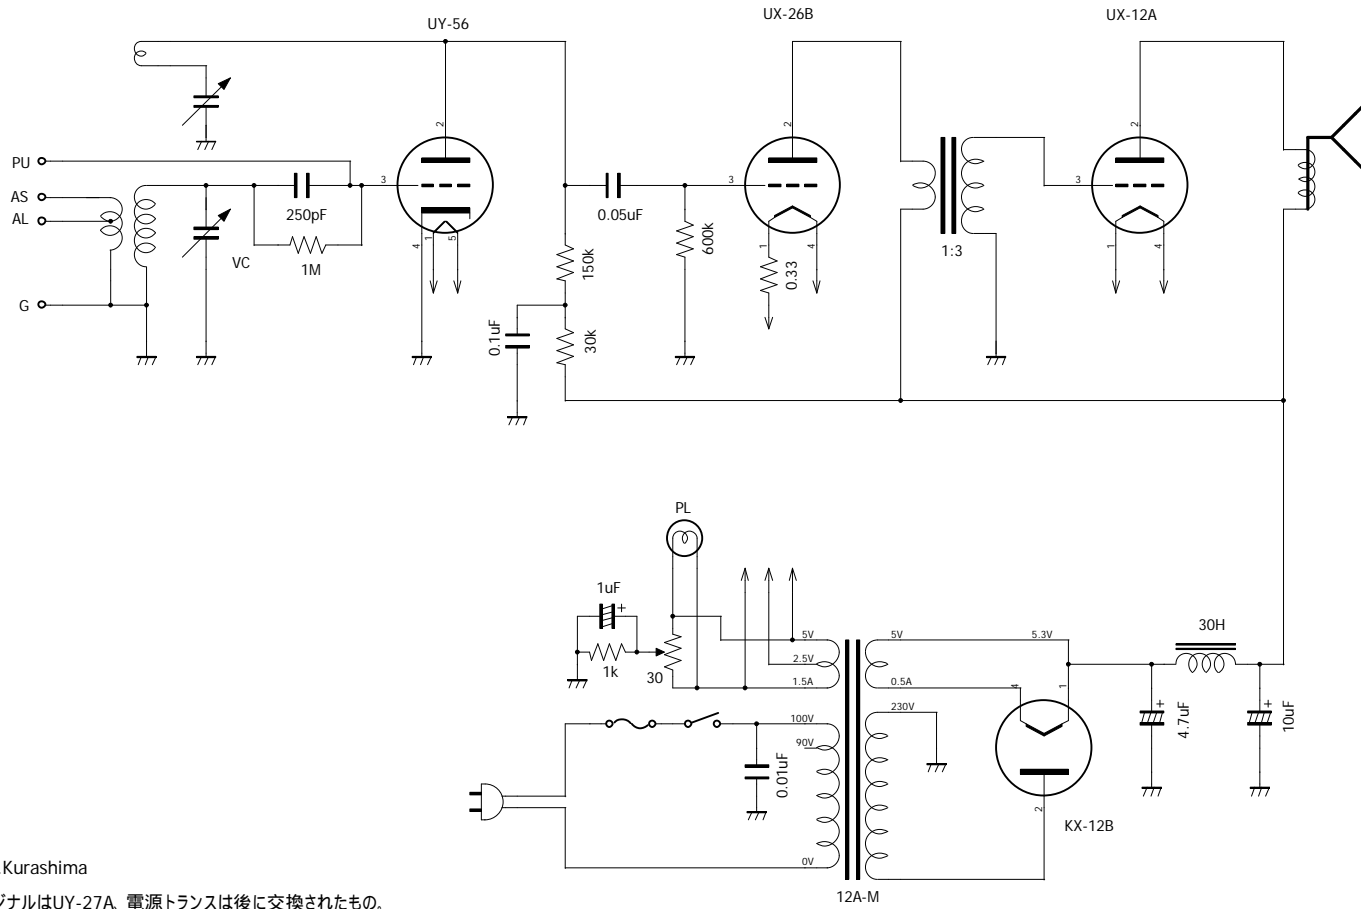 UY-56
UX-26B
UX-12A
2
2
2
PU
AS
AL
G
3
3
3
250pF
1M
VC
4
1
5
0.05uF
150k
600k
1
0.33
4
1:3
1
4
0.1uF
30k
PL
1uF
+
1k
30
5V
2.5V
1.5A
5V
0.5A
5.3V
4
1
30H
+
4.7uF
+
10uF
100V
90V
0.01uF
0V
230V
2
KX-12B
12A-M
.Kurashima
ジナルはUY-27A、電源トランスは後に交換されたもの。